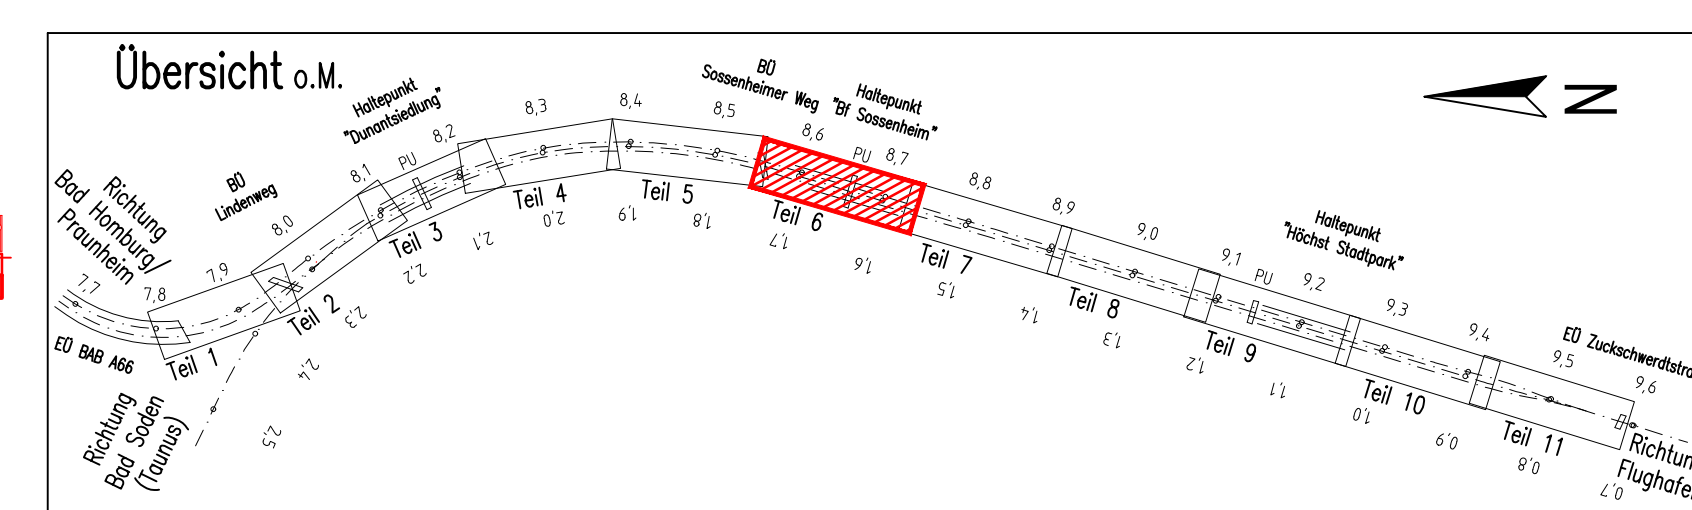 Übersicht o.M.
Richtung
Bad Homburg/
Praunheim
EÜ BAB A66
Richtung
Bad Soden
(Taunus)
BÜ
Lindenweg
Haltepunkt
"Dunantsiedlung"
PU
BÜ
Sossenheimer Weg
Haltepunkt
"Bf Sossenheim"
PU
Haltepunkt
"Höchst Stadtpark"
PU
EÜ Zuckschwerdtstra
Richtun
Flughafe
N
7,7
7,8
7,9
8,0
8,1
8,2
8,3
8,4
8,5
8,6
8,7
8,8
8,9
9,0
9,1
9,2
9,3
9,4
9,5
9,6
Teil 1
Teil 2
Teil 3
Teil 4
Teil 5
Teil 6
Teil 7
Teil 8
Teil 9
Teil 10
Teil 11
2,5
2,4
2,3
2,2
2,1
2,0
1,9
1,8
1,7
1,6
1,5
1,4
1,3
1,2
1,1
1,0
0,9
0,8
0,7